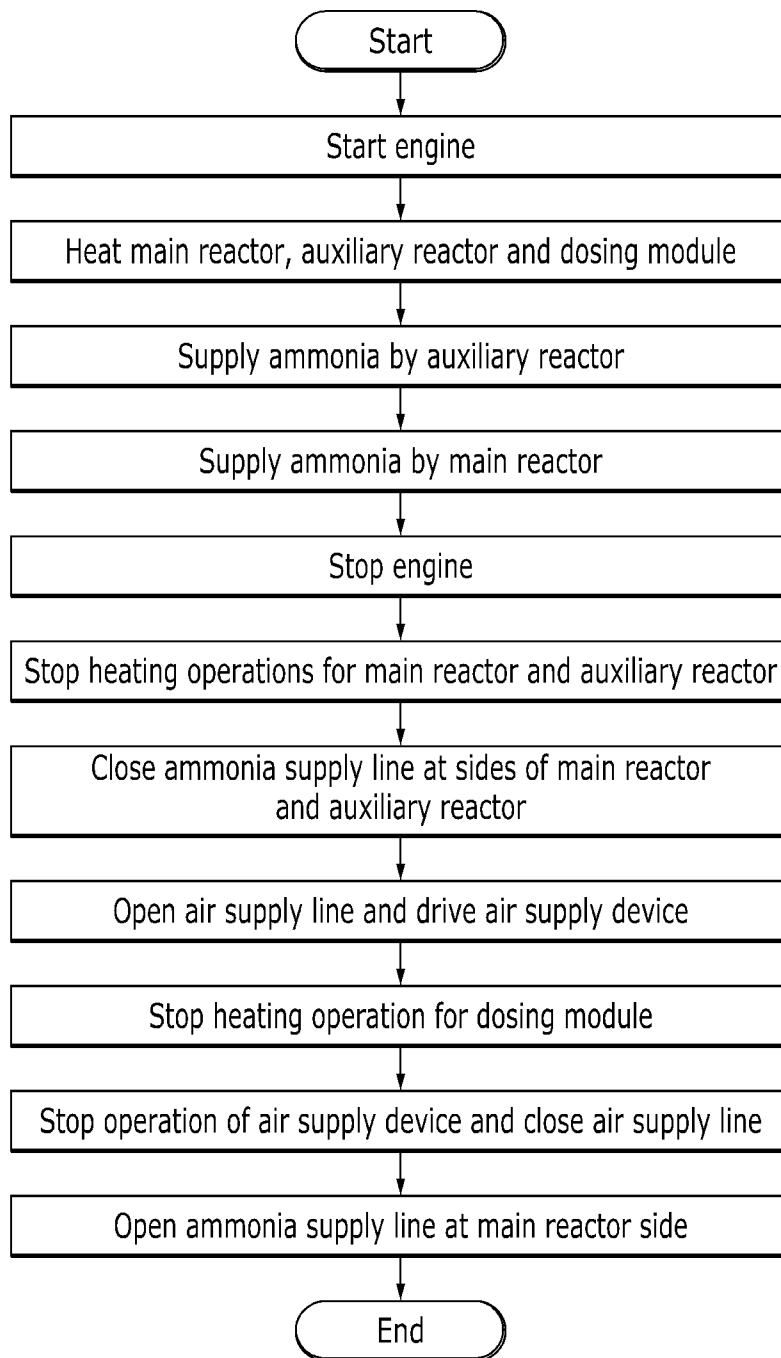 Start
Start engine
Heat main reactor, auxiliary reactor and dosing module
Supply ammonia by auxiliary reactor
Supply ammonia by main reactor
Stop engine
Stop heating operations for main reactor and auxiliary reactor
Close ammonia supply line at sides of main reactor
and auxiliary reactor
Open air supply line and drive air supply device
Stop heating operation for dosing module
Stop operation of air supply device and close air supply line
Open ammonia supply line at main reactor side
End